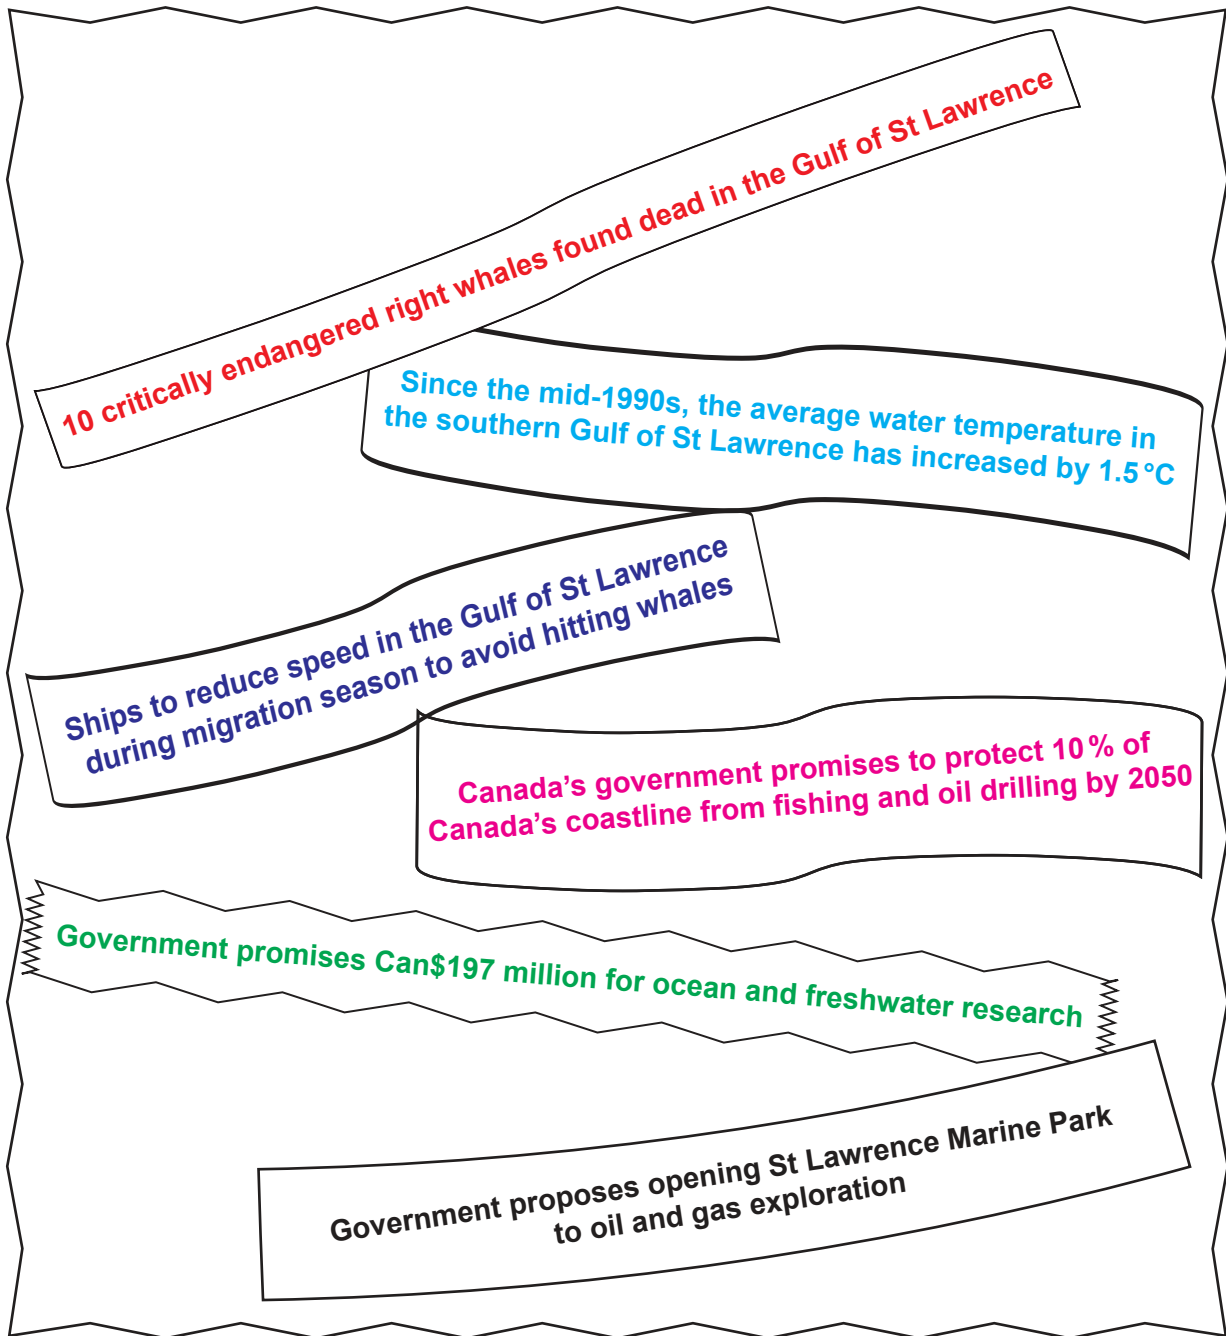 10 critically endangered right whales found dead in the Gulf of St Lawrence
Since the mid-1990s, the average water temperature in
the southern Gulf of St Lawrence has increased by 1.5 °C
Ships to reduce speed in the Gulf of St Lawrence
during migration season to avoid hitting whales
Canada’s government promises to protect 10 % of
Canada’s coastline from fishing and oil drilling by 2050
Government promises Can$197 million for ocean and freshwater research
Government proposes opening St Lawrence Marine Park
to oil and gas exploration